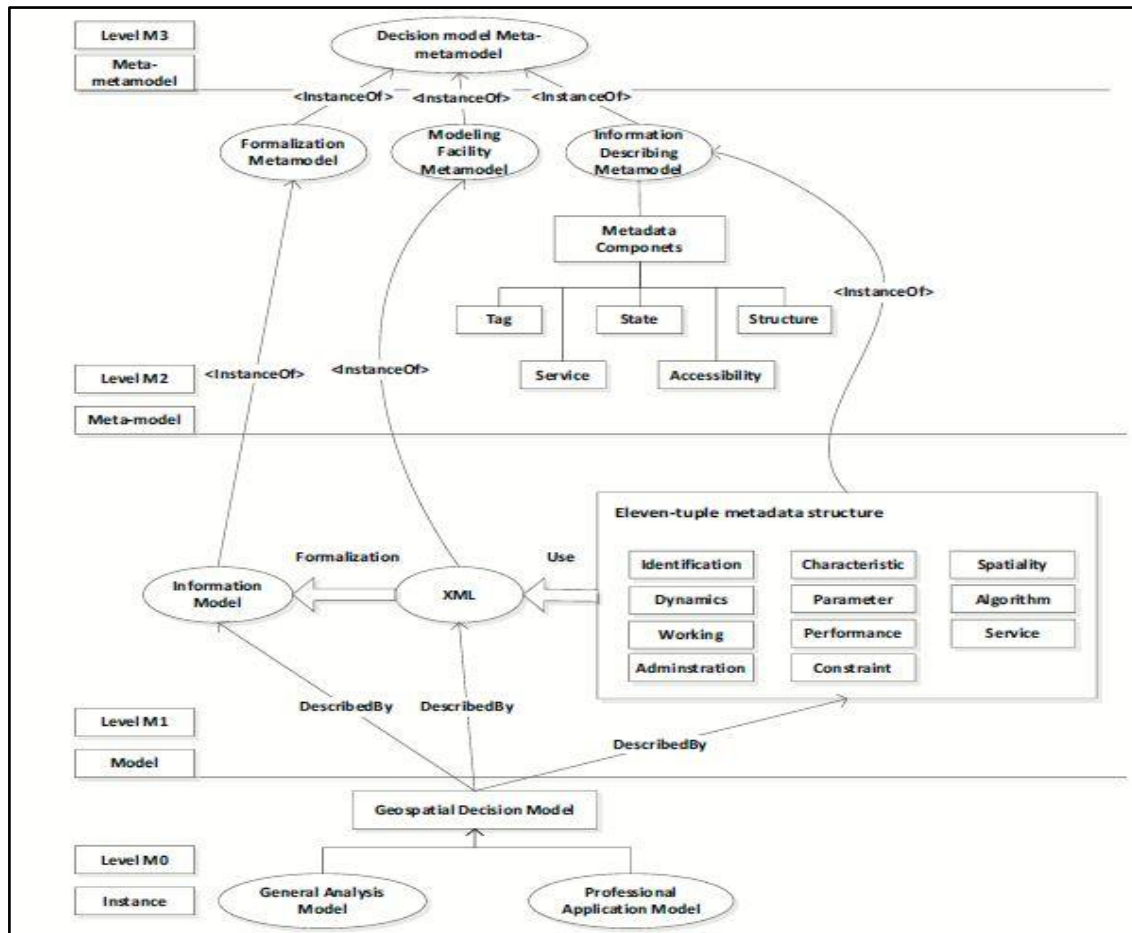 Level M3
Meta-
metamodel
Decision model Meta-
metamodel
<InstanceOf>
<InstanceOf>
<InstanceOf>
Formalization
Metamodel
Modeling
Facility
Metamodel
Information
Describing
Metamodel
Metadata
Componets
<InstanceOf>
Tag
State
Structure
Service
Accessibility
Level M2
Meta-model
<InstanceOf>
<InstanceOf>
Eleven-tuple metadata structure
Identification
Characteristic
Spatiality
Dynamics
Parameter
Algorithm
Working
Performance
Service
Adminstration
Constraint
Formalization
Use
Information
Model
XML
DescribedBy
DescribedBy
DescribedBy
Level M1
Model
Geospatial Decision Model
Level M0
Instance
General Analysis
Model
Professional
Application Model